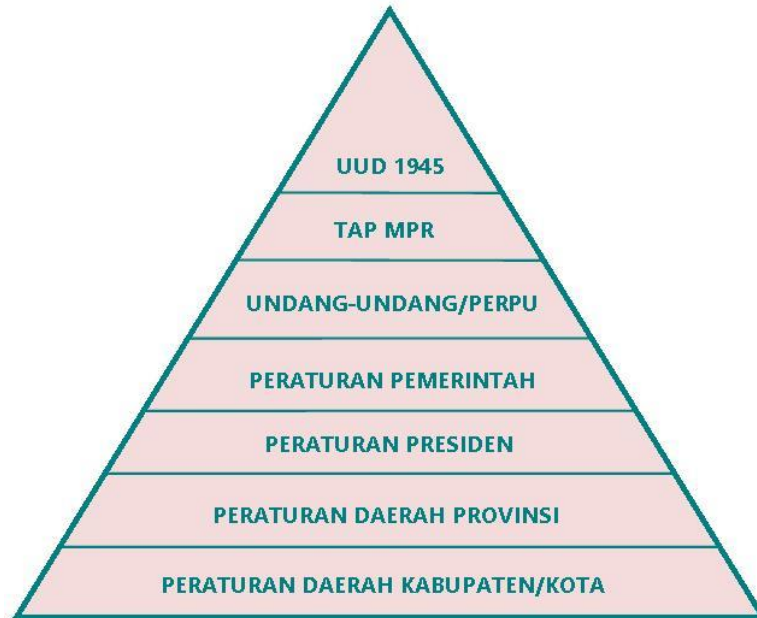 UUD 1945
TAP MPR
UNDANG-UNDANG/PERPU
PERATURAN PEMERINTAH
PERATURAN PRESIDEN
PERATURAN DAERAH PROVINSI
PERATURAN DAERAH KABUPATEN/KOTA